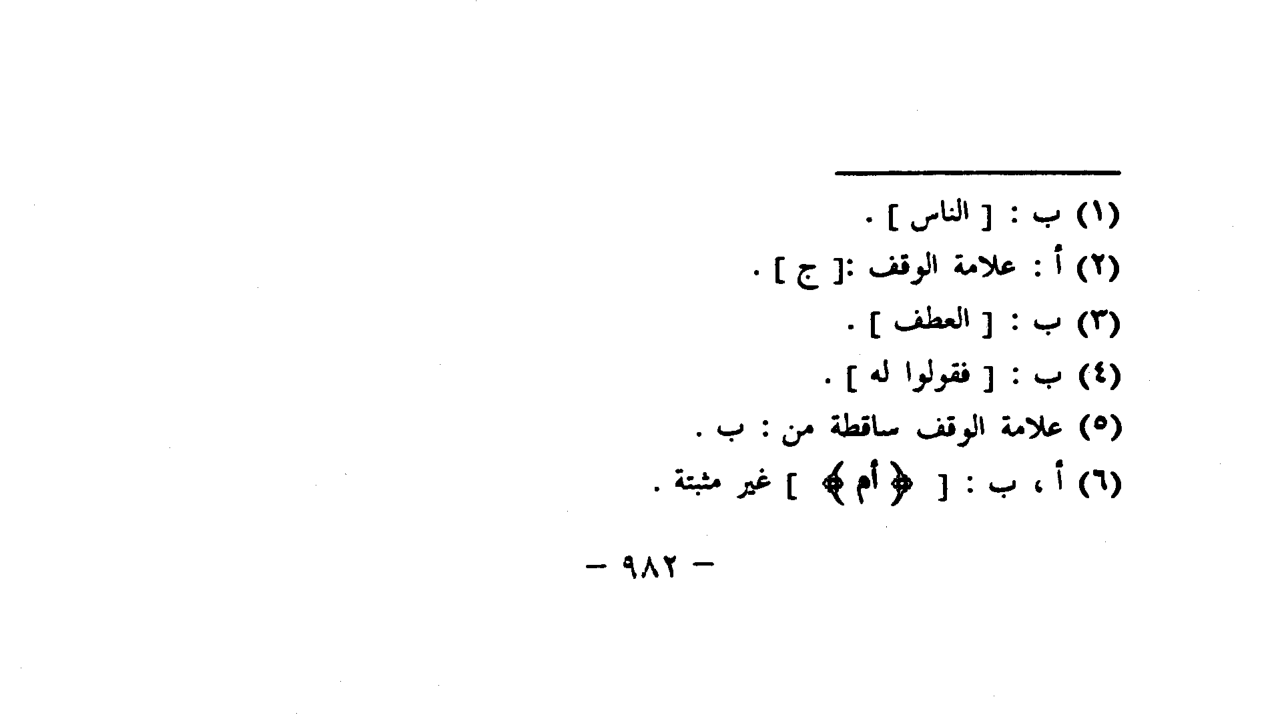 (١) ب : [ الناس ] .
(٢) أ : علامة الوقف :[ ج ] .
(٣) ب : [ العطف ] .
(٤) ب : [ فقولوا له ] .
(٥) علامة الوقف ساقطة من : ب .
(٦) أ ، ب : [ ﴿ أم ﴾ ] غير مثبتة .
– ٩٨٢ –